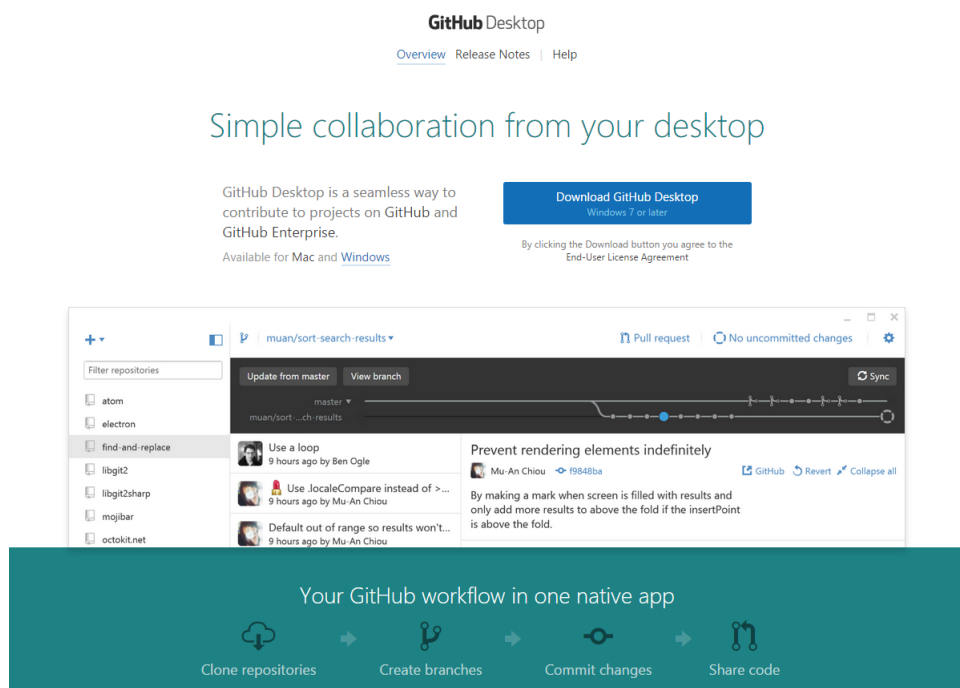 GitHub Desktop
Overview Release Notes | Help
Simple collaboration from your desktop
GitHub Desktop is a seamless way to
contribute to projects on GitHub and
GitHub Enterprise.
Available for Mac and Windows
Download GitHub Desktop
Windows 7 or later
By clicking the Download button you agree to the
End-User License Agreement
muan/sort-search-results
Pull request
No uncommitted changes
Filter repositories
atom
electron
find-and-replace
libgit2
libgit2sharp
mojibar
octokit.net
Update from master
View branch
Sync
master
muan/sort-...ch-results
Use a loop
9 hours ago by Ben Ogle
Use .localeCompare instead of >...
9 hours ago by Mu-An Chiou
Default out of range so results won't...
9 hours ago by Mu-An Chiou
Prevent rendering elements indefinitely
Mu-An Chiou f9848ba
GitHub Revert Collapse all
By making a mark when screen is filled with results and
only add more results to above the fold if the insertPoint
is above the fold.
Your GitHub workflow in one native app
Clone repositories
Create branches
Commit changes
Share code